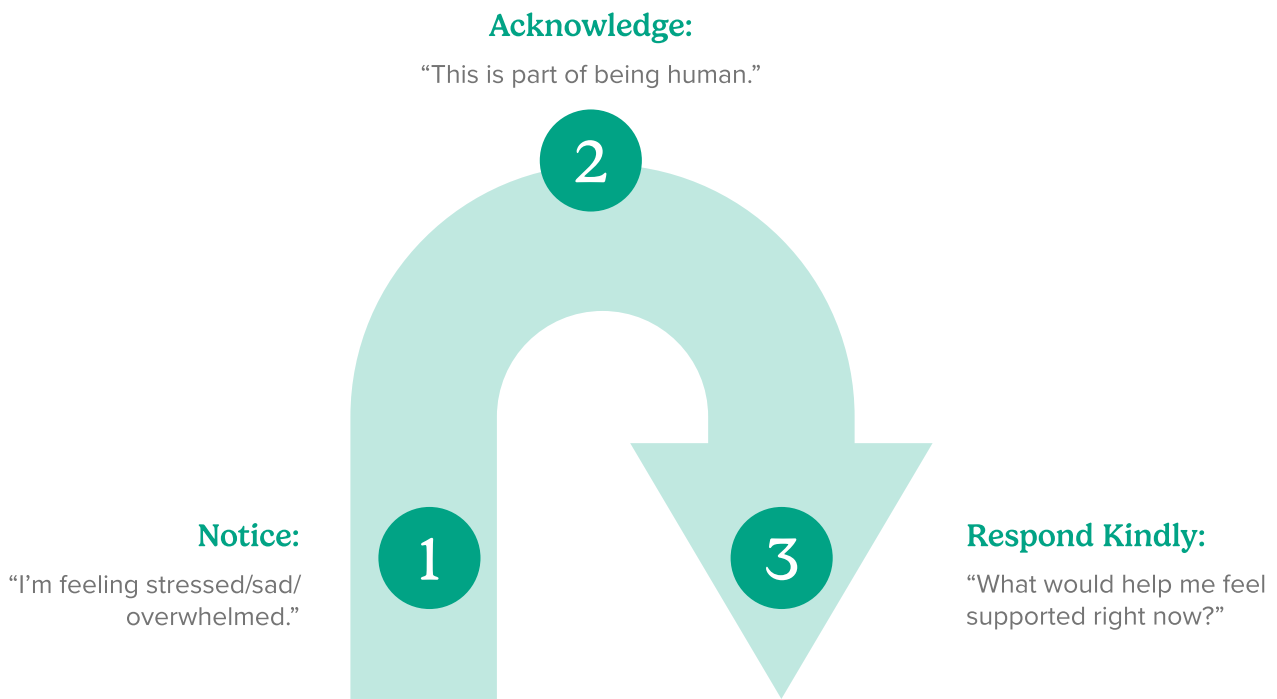 Acknowledge:
“This is part of being human.”
2
Notice:
“I’m feeling stressed/sad/
overwhelmed.”
1
3
Respond Kindly:
“What would help me feel
supported right now?”